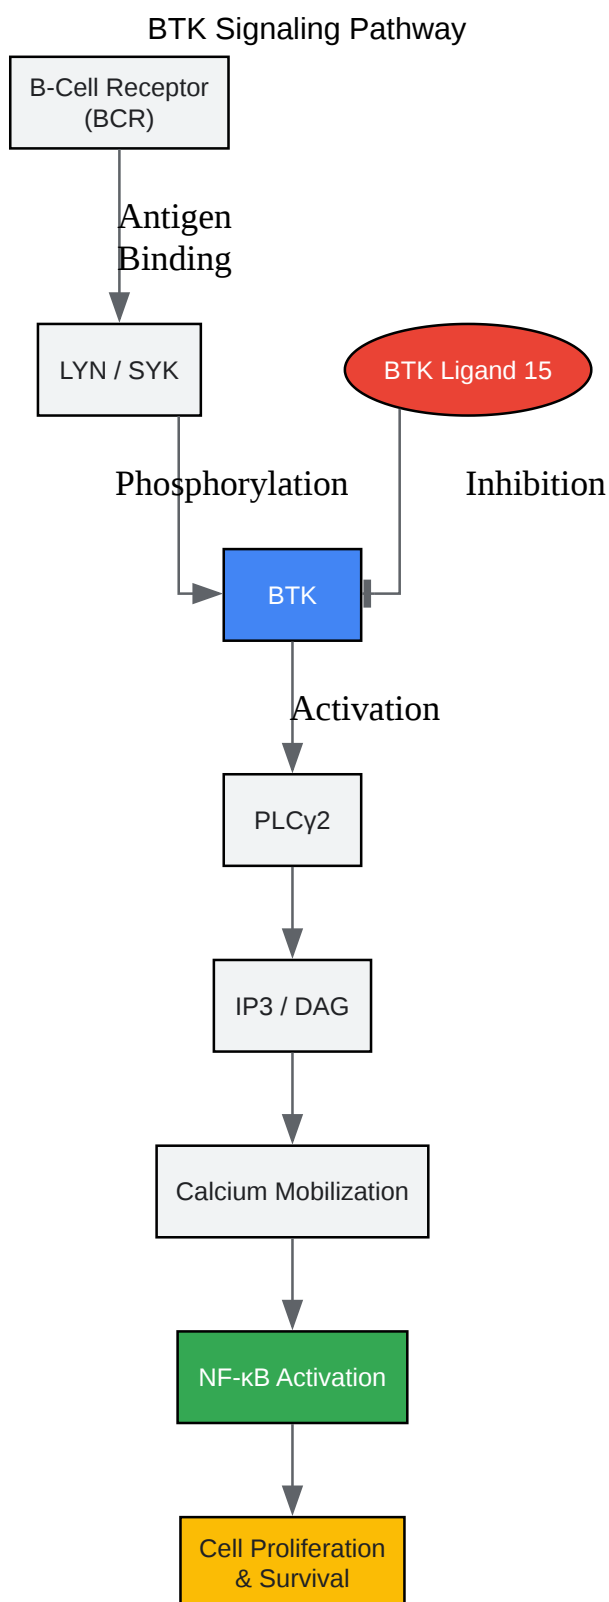 BTK Signaling Pathway
B-Cell Receptor
(BCR)
Antigen
Binding
LYN / SYK
BTK Ligand 15
Phosphorylation
Inhibition
BTK
Activation
PLCγ2
IP3 / DAG
Calcium Mobilization
NF-κB Activation
Cell Proliferation
& Survival